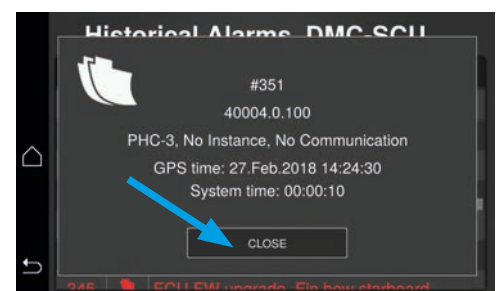 Historical Alarms, DMC-SCU
#351
40004.0.100
PHC-3, No Instance, No Communication
GPS time: 27.Feb.2018 14:24:30
System time: 00:00:10
CLOSE
ECU FW upgrade, Fin bow starboard